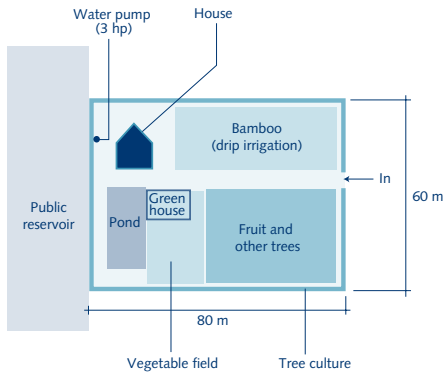 Water pump
(3 hp)
House
Bamboo
(drip irrigation)
In
60 m
Public
reservoir
Pond
Green
house
Fruit and
other trees
80 m
Vegetable field
Tree culture